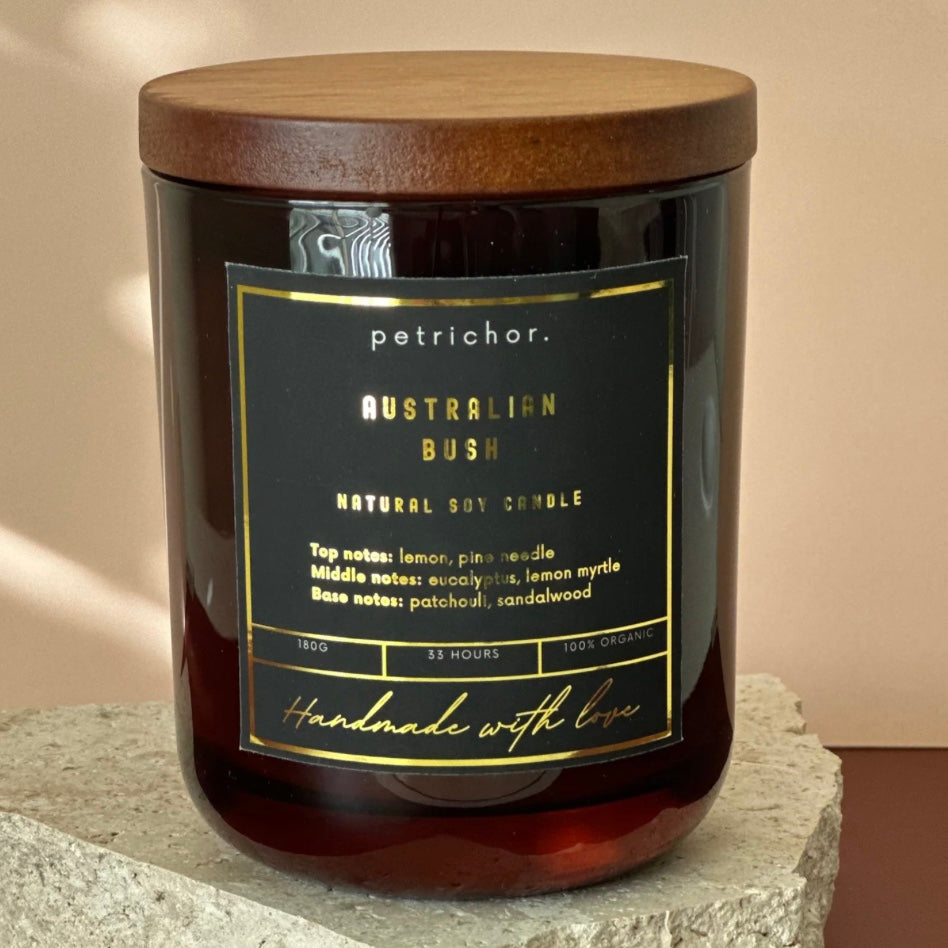 petrichor.
AUSTRALIAN
BUSH
NATURAL SOY CANDLE
Top notes: lemon, pine needle
Middle notes: eucalyptus, lemon myrtle
Base notes: patchouli, sandalwood
180G
33 HOURS
100% ORGANIC
Handmade with love